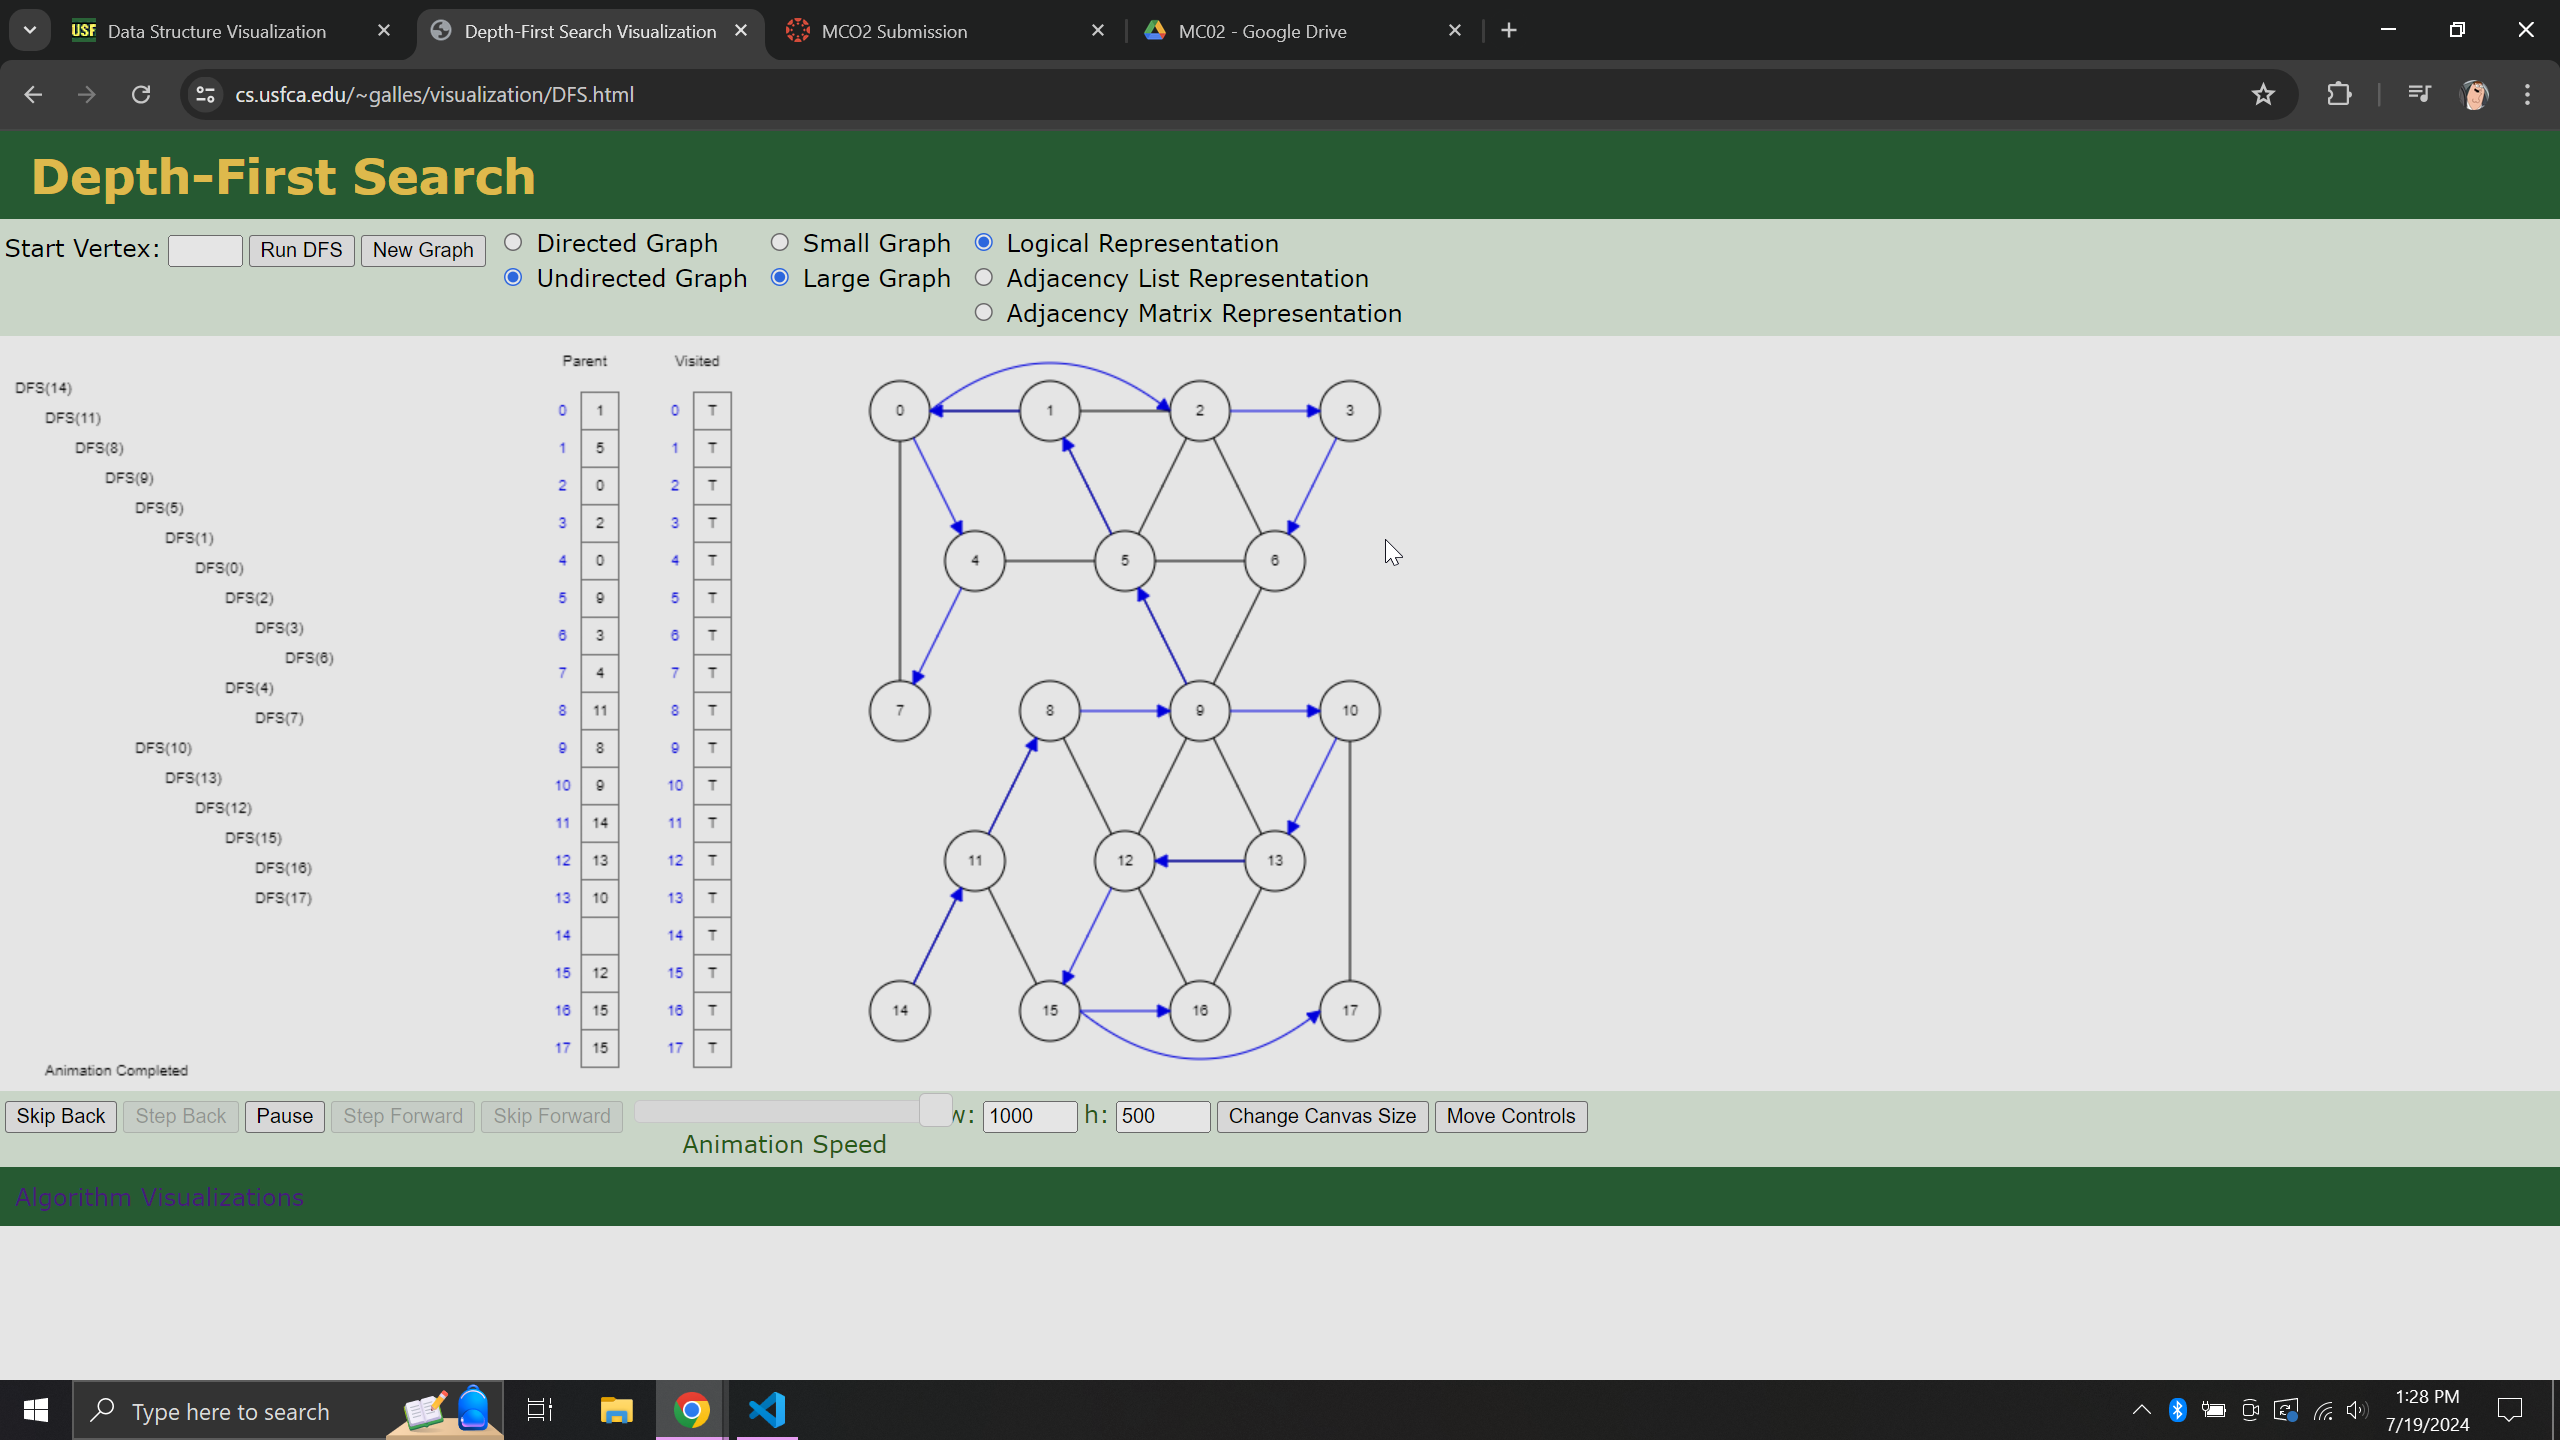 Data Structure Visualization
Depth-First Search Visualization
MCO2 Submission
MC02 - Google Drive
cs.usfca.edu/~galles/visualization/DFS.html
Depth-First Search
Start Vertex: Run DFS New Graph
Directed Graph
Undirected Graph
Small Graph
Large Graph
Logical Representation
Adjacency List Representation
Adjacency Matrix Representation
DFS(14)
DFS(11)
DFS(8)
DFS(9)
DFS(5)
DFS(1)
DFS(0)
DFS(2)
DFS(3)
DFS(6)
DFS(4)
DFS(7)
DFS(10)
DFS(13)
DFS(12)
DFS(15)
DFS(16)
DFS(17)
Animation Completed
Parent Visited
0 1 0 T
1 5 1 T
2 0 2 T
3 2 3 T
4 0 4 T
5 9 5 T
6 3 6 T
7 4 7 T
8 11 8 T
9 8 9 T
10 9 10 T
11 14 11 T
12 13 12 T
13 10 13 T
14 14 T
15 12 15 T
16 15 16 T
17 15 17 T
0 1 2 3
4 5 6
7 8 9 10
11 12 13
14 15 16 17
Skip Back Step Back Pause Step Forward Skip Forward w: 1000 h: 500 Change Canvas Size Move Controls
Animation Speed
Algorithm Visualizations
Type here to search
1:28 PM
7/19/2024
USF